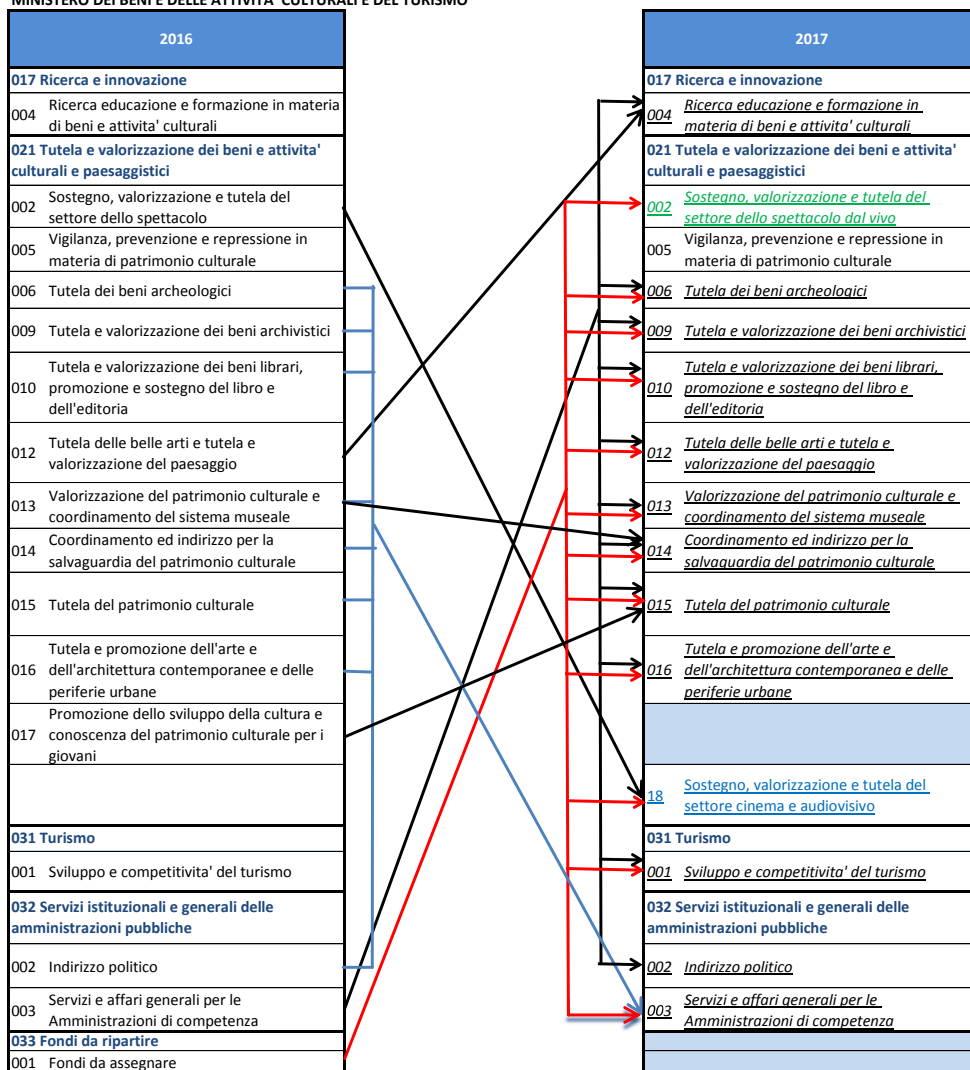 MINISTERO DEI BENI E DELLE ATTIVITA' CULTURALI E DEL TURISMO
2016
017 Ricerca e innovazione
004 Ricerca educazione e formazione in materia
di beni e attivita' culturali
021 Tutela e valorizzazione dei beni e attivita'
culturali e paesaggistici
002 Sostegno, valorizzazione e tutela del
settore dello spettacolo
005 Vigilanza, prevenzione e repressione in
materia di patrimonio culturale
006 Tutela dei beni archeologici
009 Tutela e valorizzazione dei beni archivistici
010 Tutela e valorizzazione dei beni librari,
promozione e sostegno del libro e
dell'editoria
012 Tutela delle belle arti e tutela e
valorizzazione del paesaggio
013 Valorizzazione del patrimonio culturale e
coordinamento del sistema museale
014 Coordinamento ed indirizzo per la
salvaguardia del patrimonio culturale
015 Tutela del patrimonio culturale
016 Tutela e promozione dell'arte e
dell'architettura contemporanee e delle
periferie urbane
017 Promozione dello sviluppo della cultura e
conoscenza del patrimonio culturale per i
giovani
031 Turismo
001 Sviluppo e competitivita' del turismo
032 Servizi istituzionali e generali delle
amministrazioni pubbliche
002 Indirizzo politico
003 Servizi e affari generali per le
Amministrazioni di competenza
033 Fondi da ripartire
001 Fondi da assegnare
2017
017 Ricerca e innovazione
004 Ricerca educazione e formazione in
materia di beni e attivita' culturali
021 Tutela e valorizzazione dei beni e attivita'
culturali e paesaggistici
002 Sostegno, valorizzazione e tutela del
settore dello spettacolo dal vivo
005 Vigilanza, prevenzione e repressione in
materia di patrimonio culturale
006 Tutela dei beni archeologici
009 Tutela e valorizzazione dei beni archivistici
010 Tutela e valorizzazione dei beni librari,
promozione e sostegno del libro e
dell'editoria
012 Tutela delle belle arti e tutela e
valorizzazione del paesaggio
013 Valorizzazione del patrimonio culturale e
coordinamento del sistema museale
014 Coordinamento ed indirizzo per la
salvaguardia del patrimonio culturale
015 Tutela del patrimonio culturale
016 Tutela e promozione dell'arte e
dell'architettura contemporanea e delle
periferie urbane
18 Sostegno, valorizzazione e tutela del
settore cinema e audiovisivo
031 Turismo
001 Sviluppo e competitivita' del turismo
032 Servizi istituzionali e generali delle
amministrazioni pubbliche
002 Indirizzo politico
003 Servizi e affari generali per le
Amministrazioni di competenza